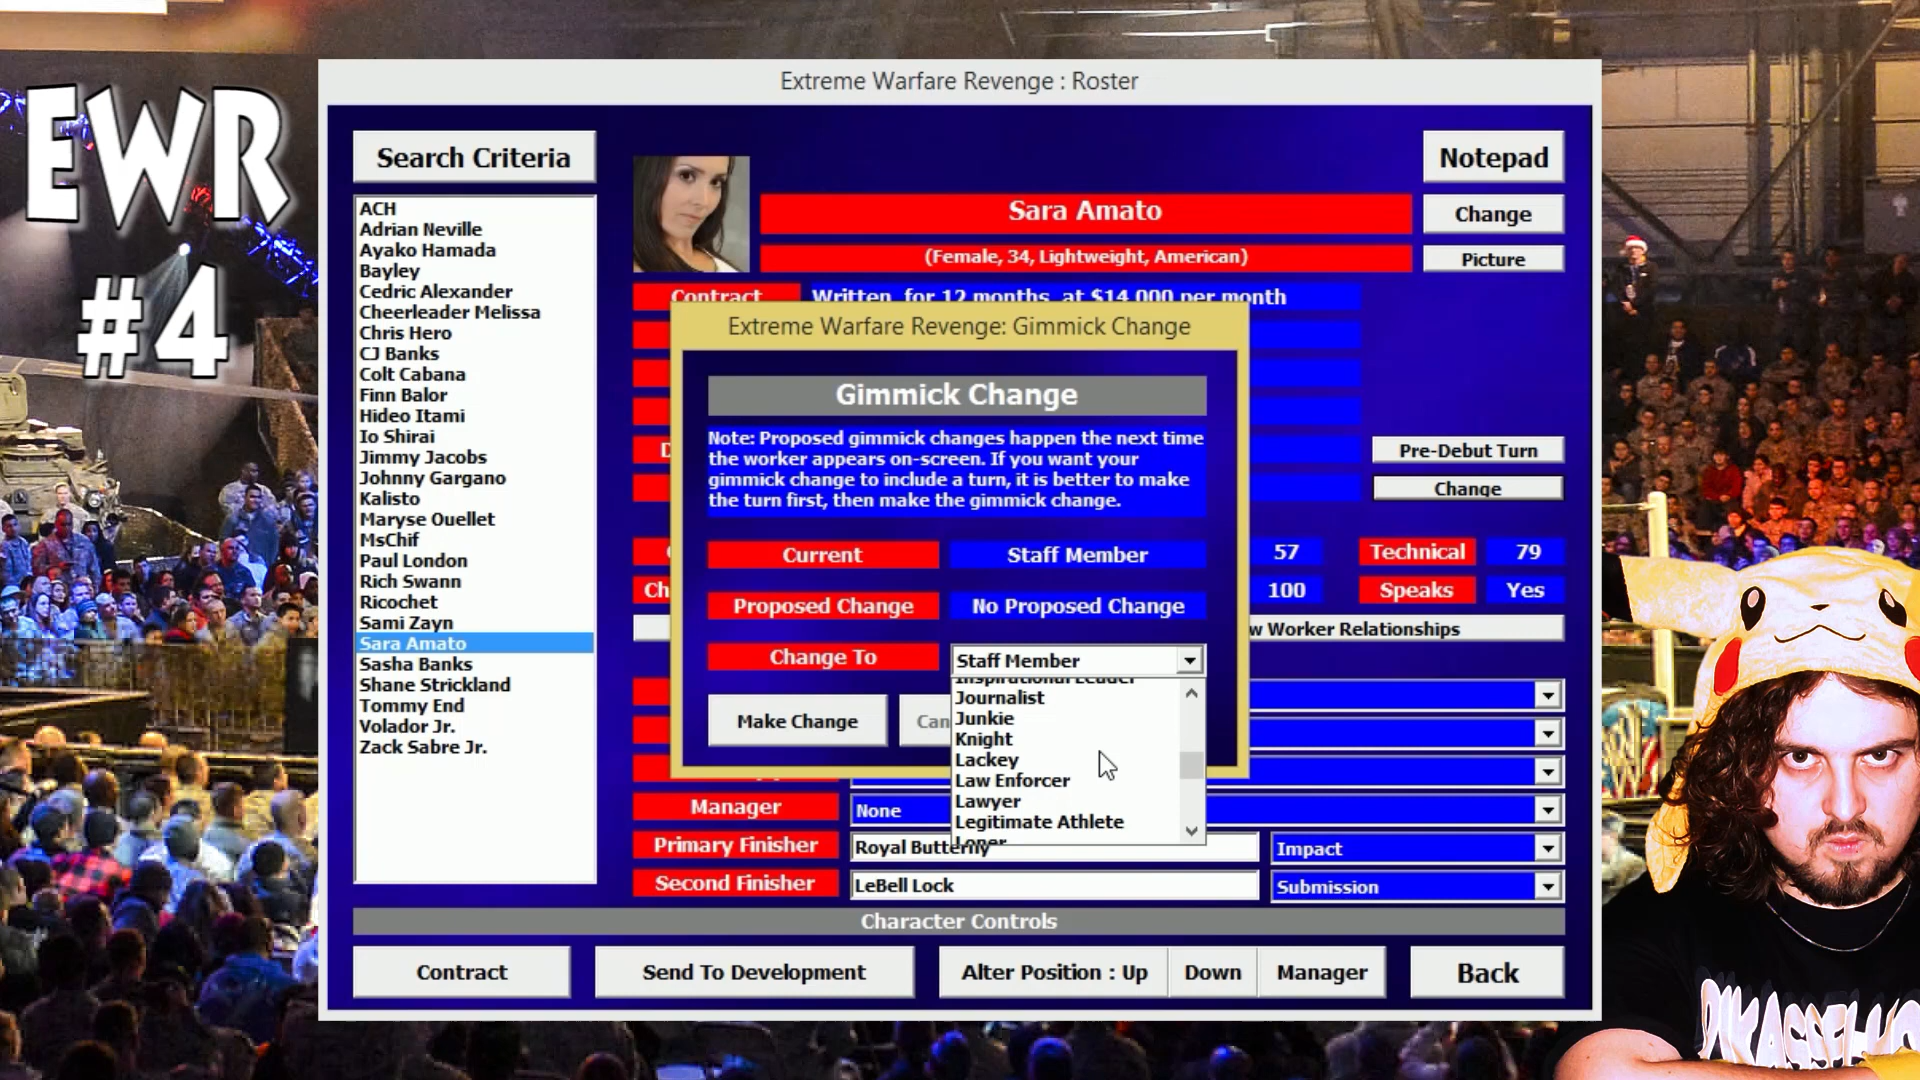 EWR
#4
Extreme Warfare Revenge : Roster
Search Criteria
Notepad
Sara Amato
Change
(Female, 34, Lightweight, American)
Picture
Contract
Written for 12 months at $14,000 per month
ACH
Adrian Neville
Ayako Hamada
Bayley
Cedric Alexander
Cheerleader Melissa
Chris Hero
CJ Banks
Colt Cabana
Finn Balor
Hideo Itami
Io Shirai
Jimmy Jacobs
Johnny Gargano
Kalisto
Maryse Ouellet
MsChif
Paul London
Rich Swann
Ricochet
Sami Zayn
Sara Amato
Sasha Banks
Shane Strickland
Tommy End
Volador Jr.
Zack Sabre Jr.
Extreme Warfare Revenge: Gimmick Change
Gimmick Change
Note: Proposed gimmick changes happen the next time
the worker appears on-screen. If you want your
gimmick change to include a turn, it is better to make
the turn first, then make the gimmick change.
Current
Staff Member
Proposed Change
No Proposed Change
Change To
Staff Member
Make Change
Can
Inspirational Leader
Journalist
Junkie
Knight
Lackey
Law Enforcer
Lawyer
Legitimate Athlete
Loner
D
Pre-Debut Turn
Change
57
Technical
79
Ch
100
Speaks
Yes
w Worker Relationships
Manager
None
Primary Finisher
Royal Butterfly
Impact
Second Finisher
LeBell Lock
Submission
Character Controls
Contract
Send To Development
Alter Position : Up
Down
Manager
Back